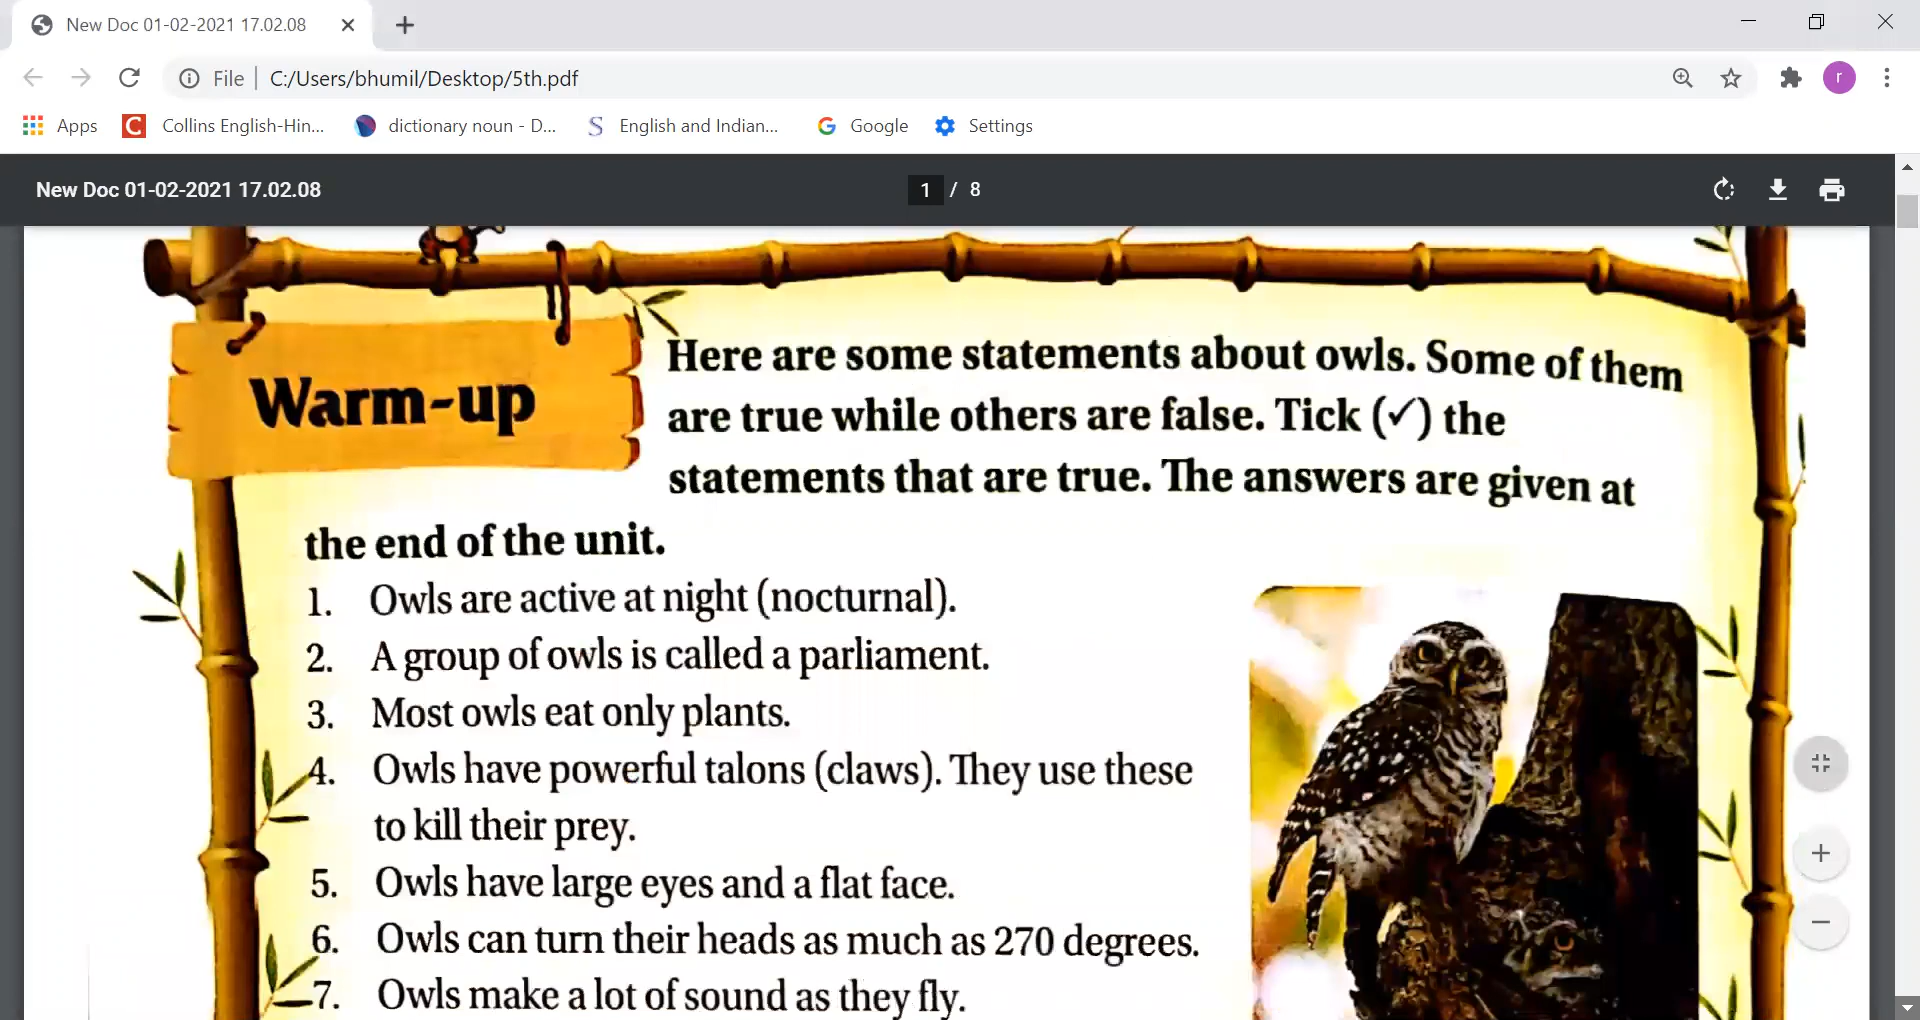 New Doc 01-02-2021 17.02.08
File | C:/Users/bhumil/Desktop/5th.pdf
r
Apps
Collins English-Hin...
dictionary noun - D...
English and Indian...
Google
Settings
New Doc 01-02-2021 17.02.08
1 / 8
Warm-up
Here are some statements about owls. Some of them
are true while others are false. Tick (✓) the
statements that are true. The answers are given at
the end of the unit.
1. Owls are active at night (nocturnal).
2. A group of owls is called a parliament.
3. Most owls eat only plants.
4. Owls have powerful talons (claws). They use these
to kill their prey.
5. Owls have large eyes and a flat face.
6. Owls can turn their heads as much as 270 degrees.
7. Owls make a lot of sound as they fly.